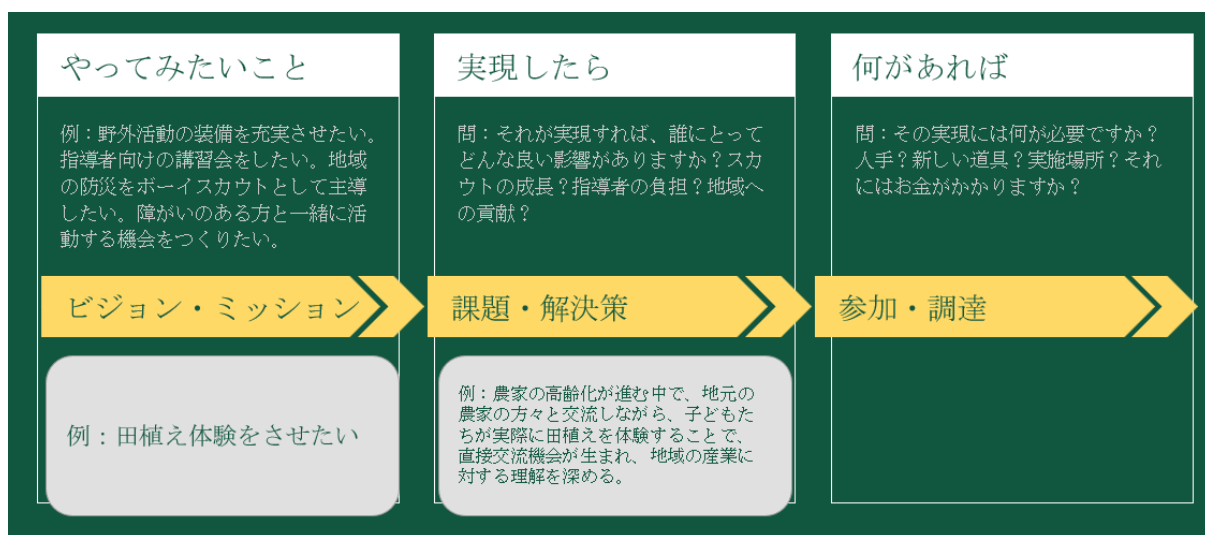 やってみたいこと
例：野外活動の装備を充実させたい。
指導者向けの講習会をしたい。地域
の防災をボーイスカウトとして主導
したい。障がいのある方と一緒に活
動する機会をつくりたい。
ビジョン・ミッション
例：田植え体験をさせたい
実現したら
問：それが実現すれば、誰にとって
どんな良い影響がありますか？スカ
ウトの成長？指導者の負担？地域へ
の貢献？
課題・解決策
例：農家の高齢化が進む中で、地元の
農家の方々と交流しながら、子どもた
ちが実際に田植えを体験することで、
直接交流機会が生まれ、地域の産業に
対する理解を深める。
何があれば
問：その実現には何が必要ですか？
人手？新しい道具？実施場所？それ
にはお金がかかりますか？
参加・調達